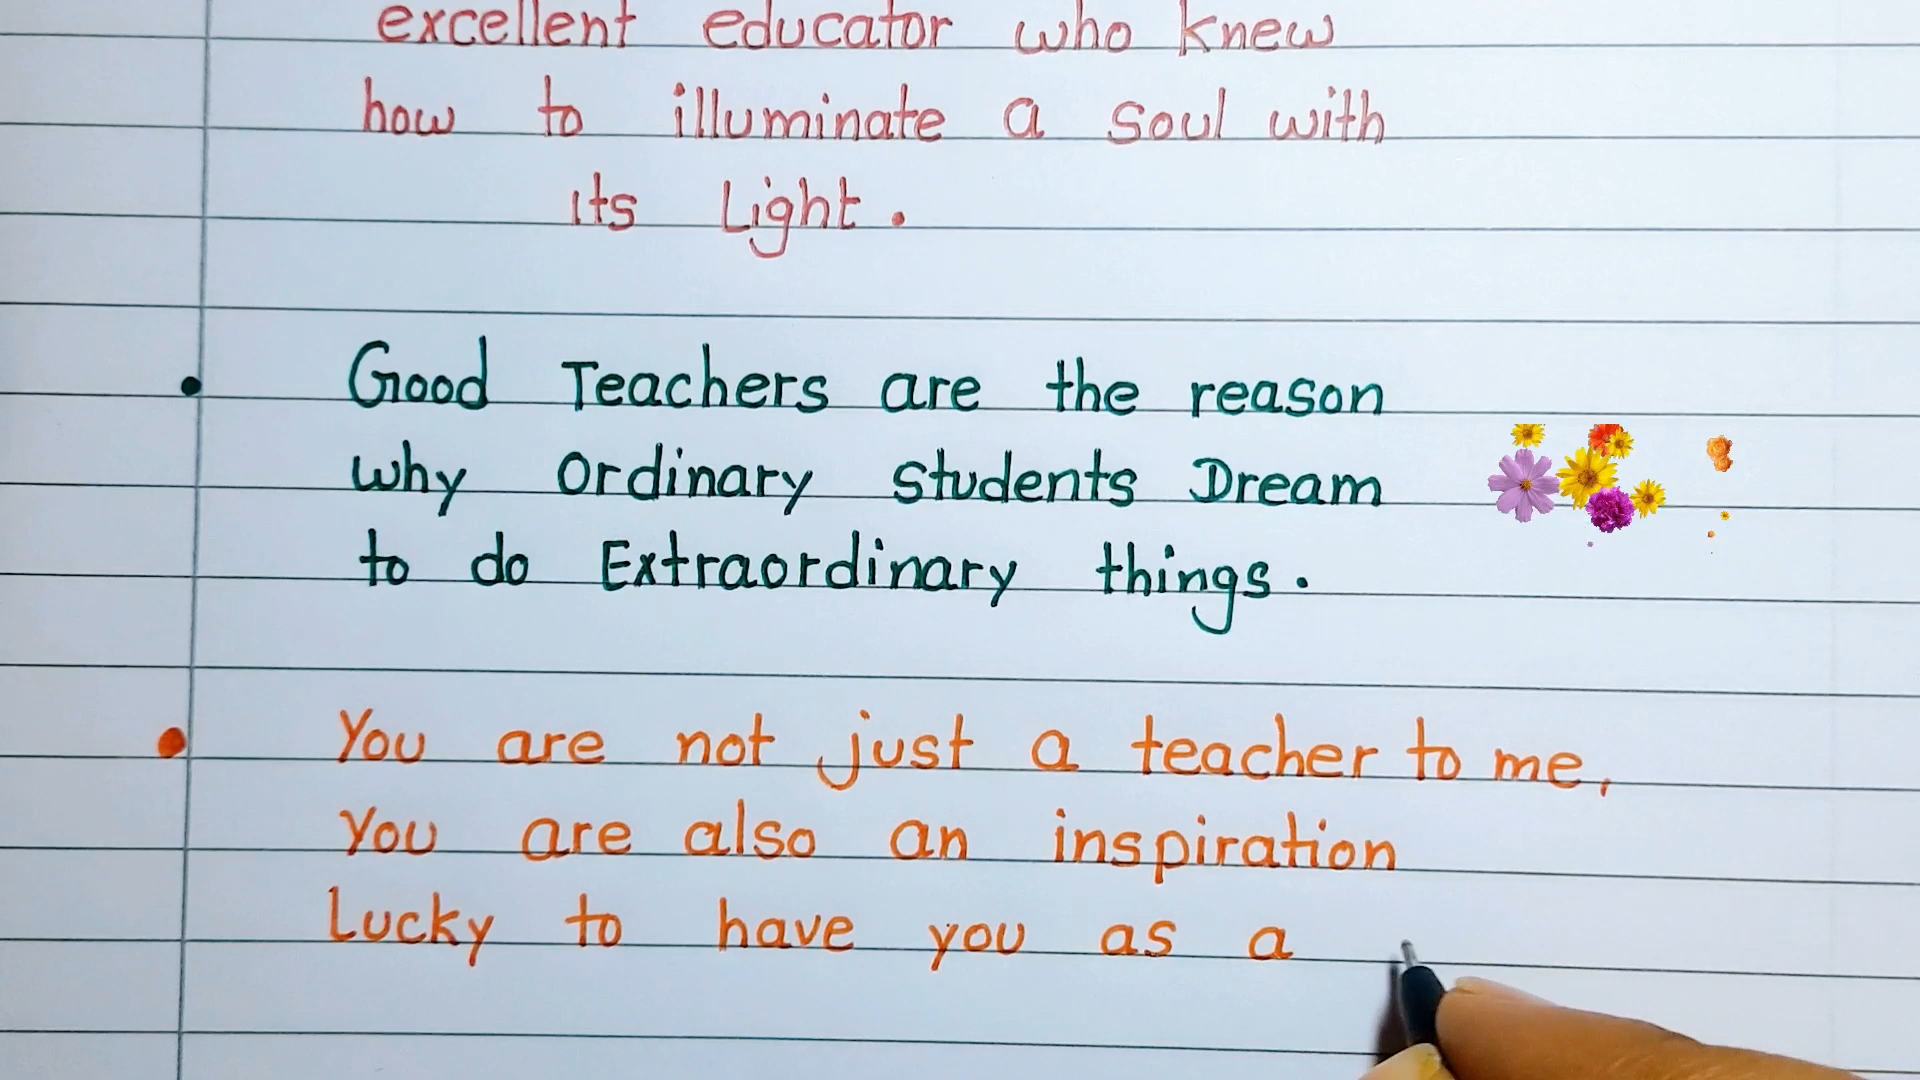 excellent educator who knew
how to illuminate a soul with
its Light.
• Good Teachers are the reason
why Ordinary Students Dream
to do Extraordinary things.
• You are not just a teacher to me,
You are also an inspiration
Lucky to have you as a